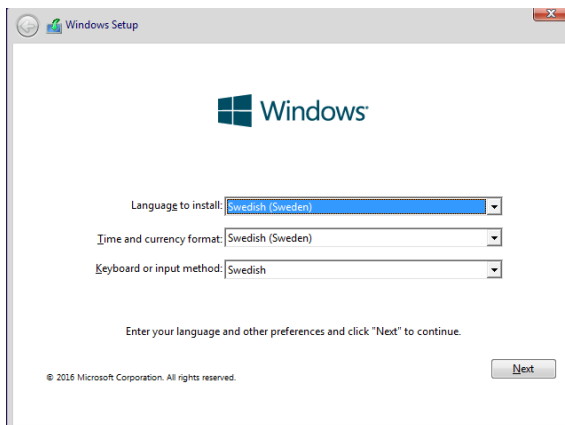 Windows Setup
Windows
Language to install: Swedish (Sweden)
Time and currency format: Swedish (Sweden)
Keyboard or input method: Swedish
Enter your language and other preferences and click "Next" to continue.
© 2016 Microsoft Corporation. All rights reserved.
Next